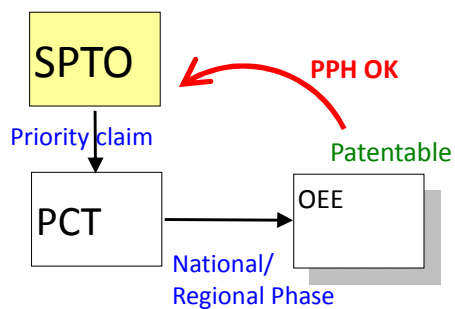 SPTO
PPH OK
Priority claim
Patentable
PCT
OEE
National/
Regional Phase